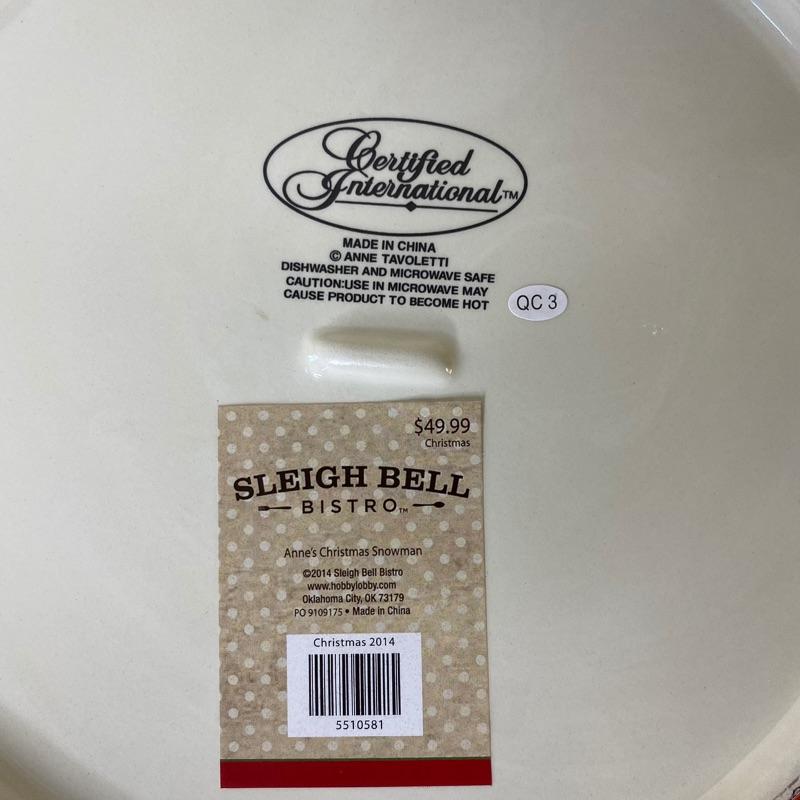 Certified
International™
MADE IN CHINA
© ANNE TAVOLETTI
DISHWASHER AND MICROWAVE SAFE
CAUTION:USE IN MICROWAVE MAY
CAUSE PRODUCT TO BECOME HOT
QC 3
$49.99
Christmas
SLEIGH BELL
BISTRO™
Anne's Christmas Snowman
©2014 Sleigh Bell Bistro
www.hobbylobby.com
Oklahoma City, OK 73179
PO 9109175 • Made in China
Christmas 2014
5510581